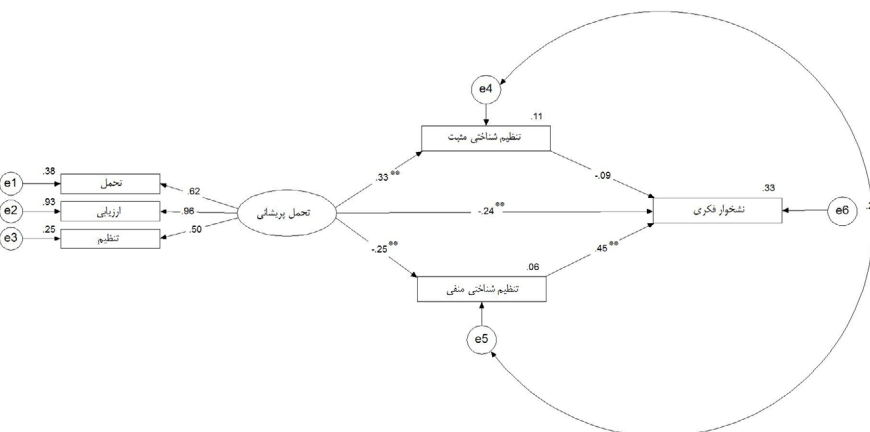 e4
.11
تنظیم شناختی مثبت
.33**
-.09
.38
e1
تحمل
.62
.93
e2
ارزیابی
.96
تحمل پریشانی
-.24**
.33
نشخوار فکری
e6
.25
e3
تنظیم
.50
-.25**
.45**
.06
تنظیم شناختی منفی
e5